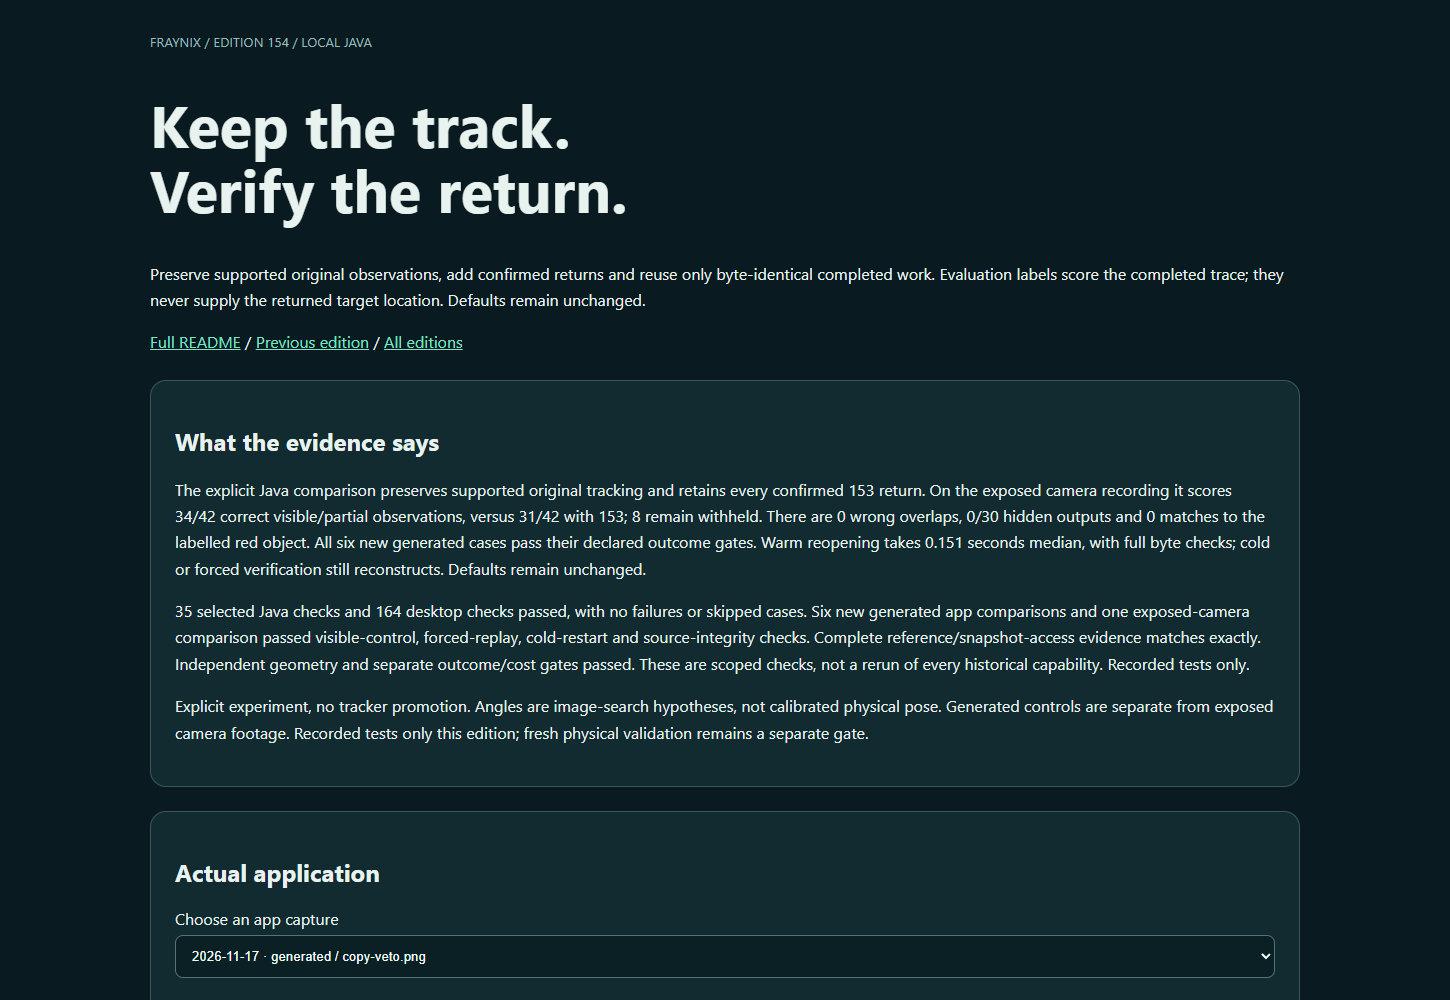 FRAYNIX / EDITION 154 / LOCAL JAVA
Keep the track.
Verify the return.
Preserve supported original observations, add confirmed returns and reuse only byte-identical completed work. Evaluation labels score the completed trace; they
never supply the returned target location. Defaults remain unchanged.
Full README / Previous edition / All editions
What the evidence says
The explicit Java comparison preserves supported original tracking and retains every confirmed 153 return. On the exposed camera recording it scores
34/42 correct visible/partial observations, versus 31/42 with 153; 8 remain withheld. There are 0 wrong overlaps, 0/30 hidden outputs and 0 matches to the
labelled red object. All six new generated cases pass their declared outcome gates. Warm reopening takes 0.151 seconds median, with full byte checks; cold
or forced verification still reconstructs. Defaults remain unchanged.
35 selected Java checks and 164 desktop checks passed, with no failures or skipped cases. Six new generated app comparisons and one exposed-camera
comparison passed visible-control, forced-replay, cold-restart and source-integrity checks. Complete reference/snapshot-access evidence matches exactly.
Independent geometry and separate outcome/cost gates passed. These are scoped checks, not a rerun of every historical capability. Recorded tests only.
Explicit experiment, no tracker promotion. Angles are image-search hypotheses, not calibrated physical pose. Generated controls are separate from exposed
camera footage. Recorded tests only this edition; fresh physical validation remains a separate gate.
Actual application
Choose an app capture
2026-11-17 · generated / copy-veto.png